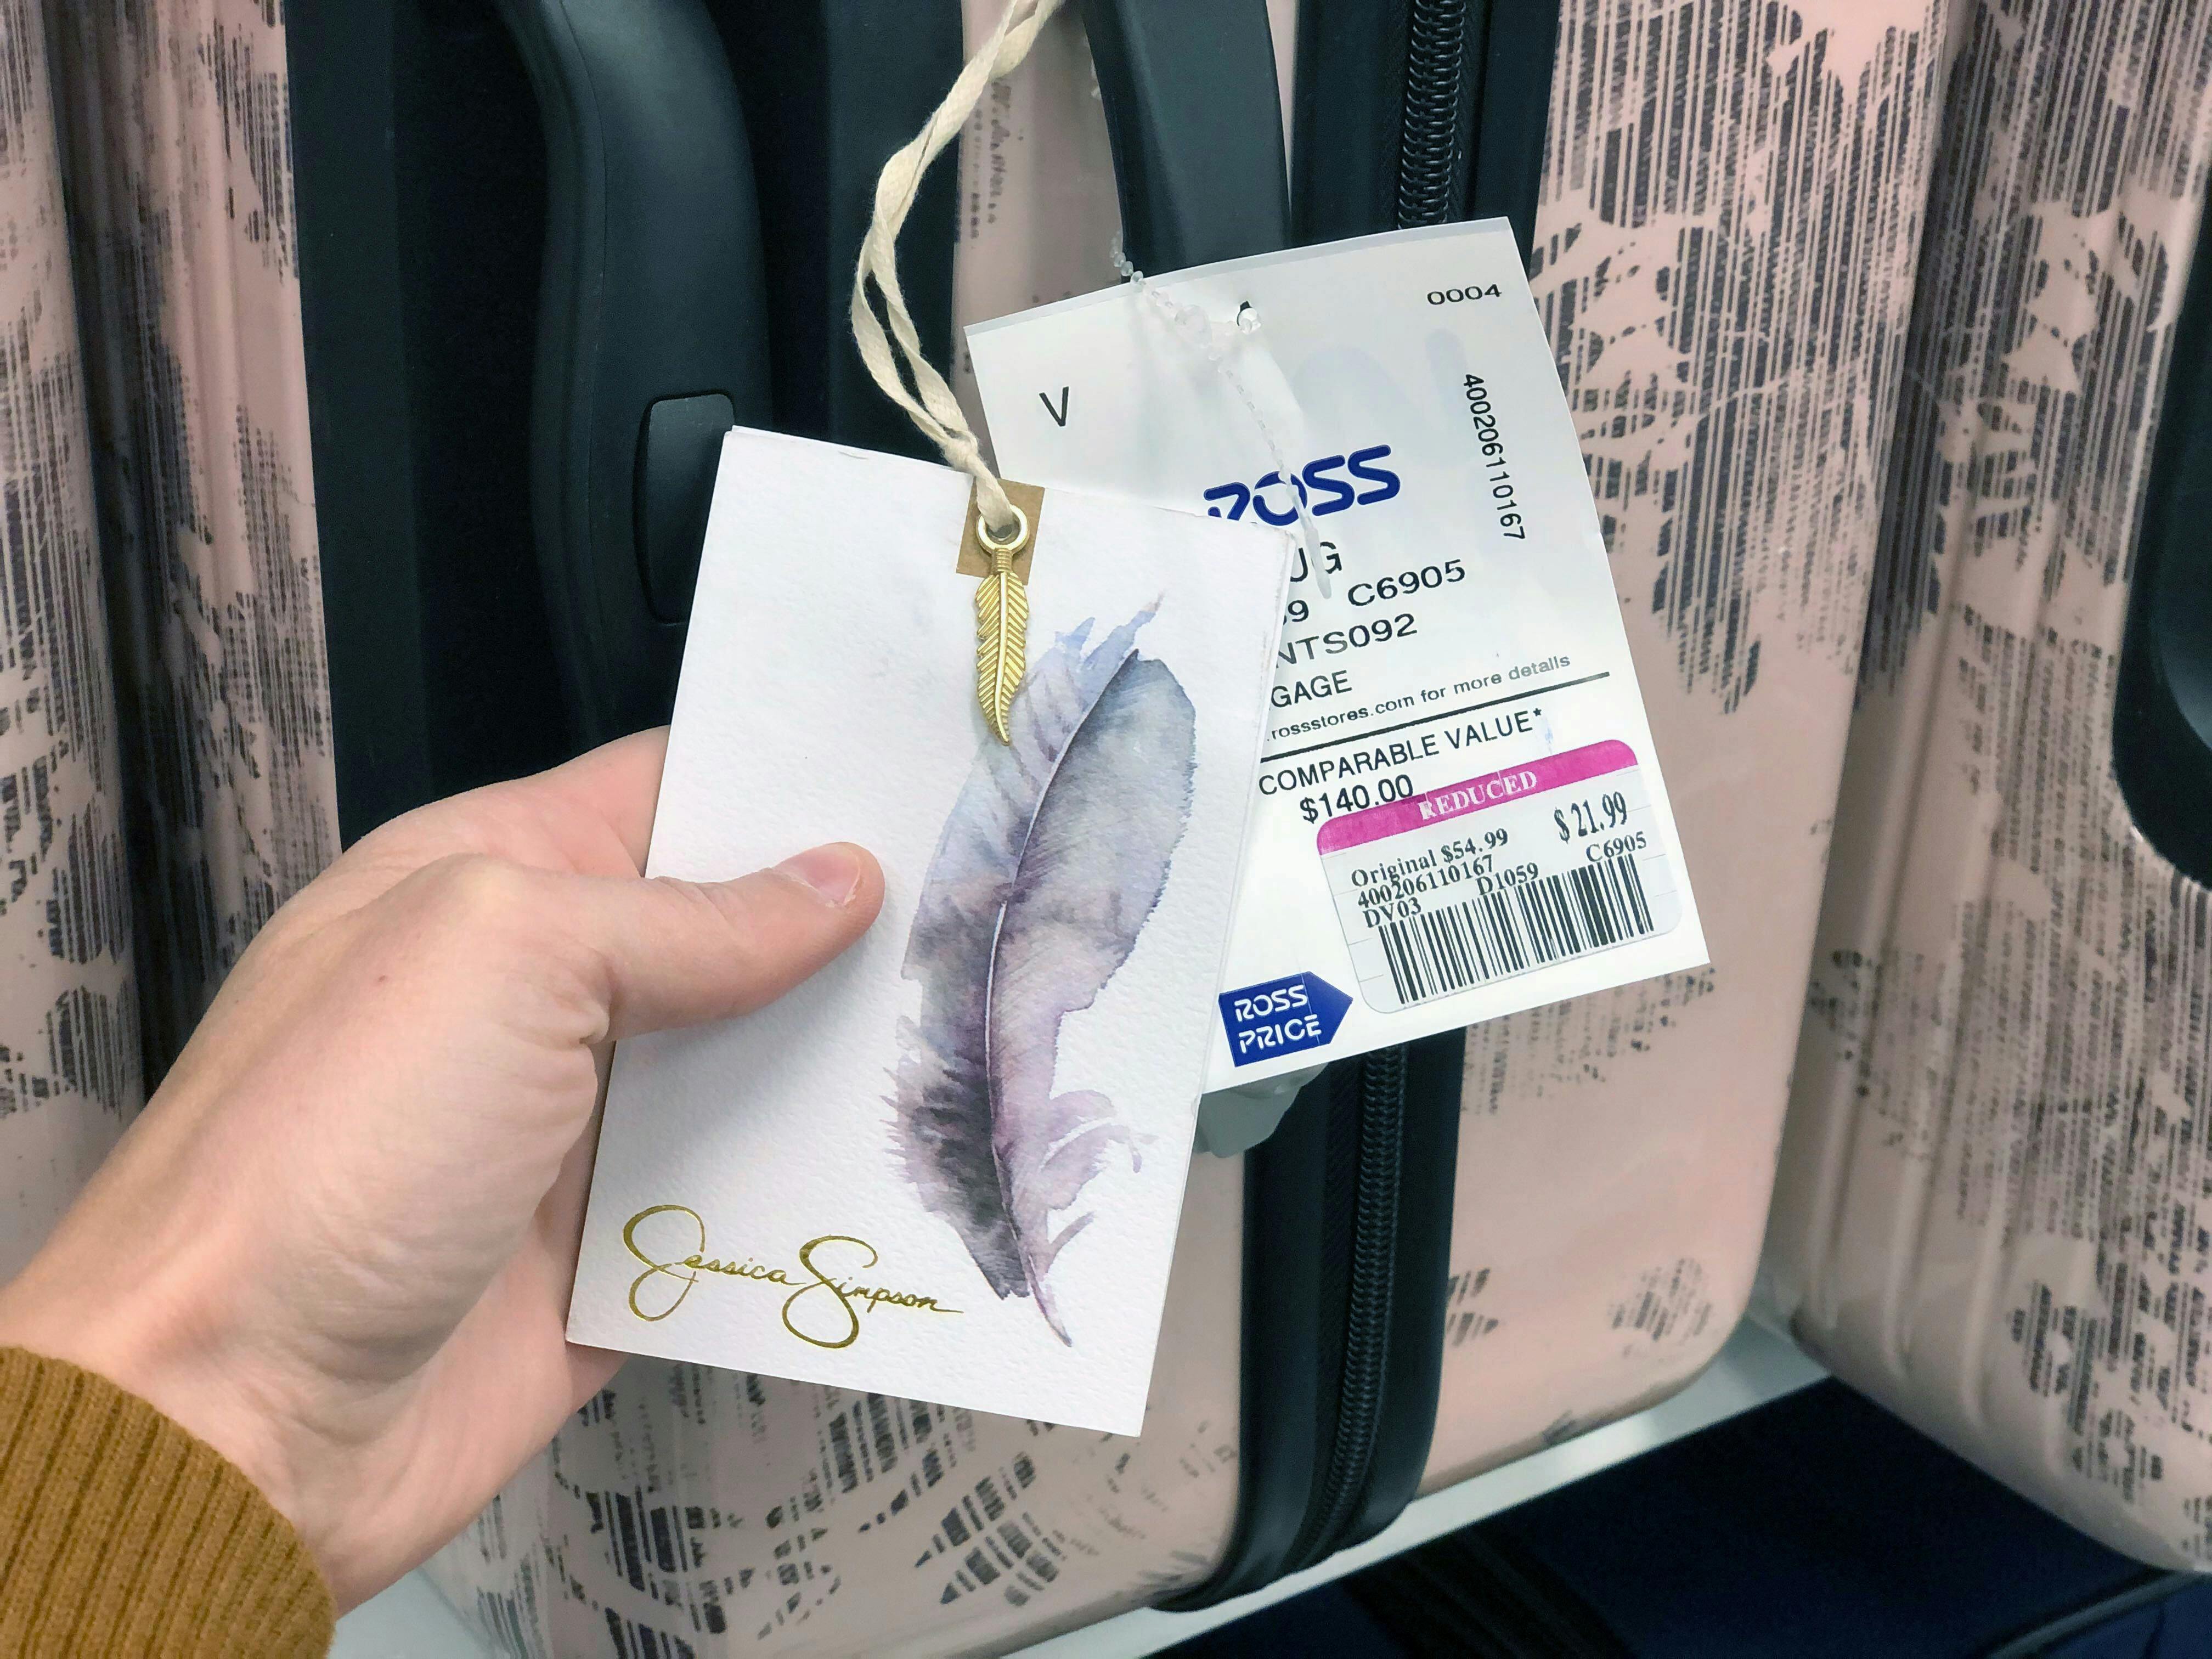 0004
V
400206110167
ROSS
UG
9 C6905
NTS092
GAGE
.rossstores.com for more details
COMPARABLE VALUE*
$140.00
REDUCED
$21.99
Original $54.99
C6905
400206110167
D1059
DV03
ROSS
PRICE
Jessica Simpson